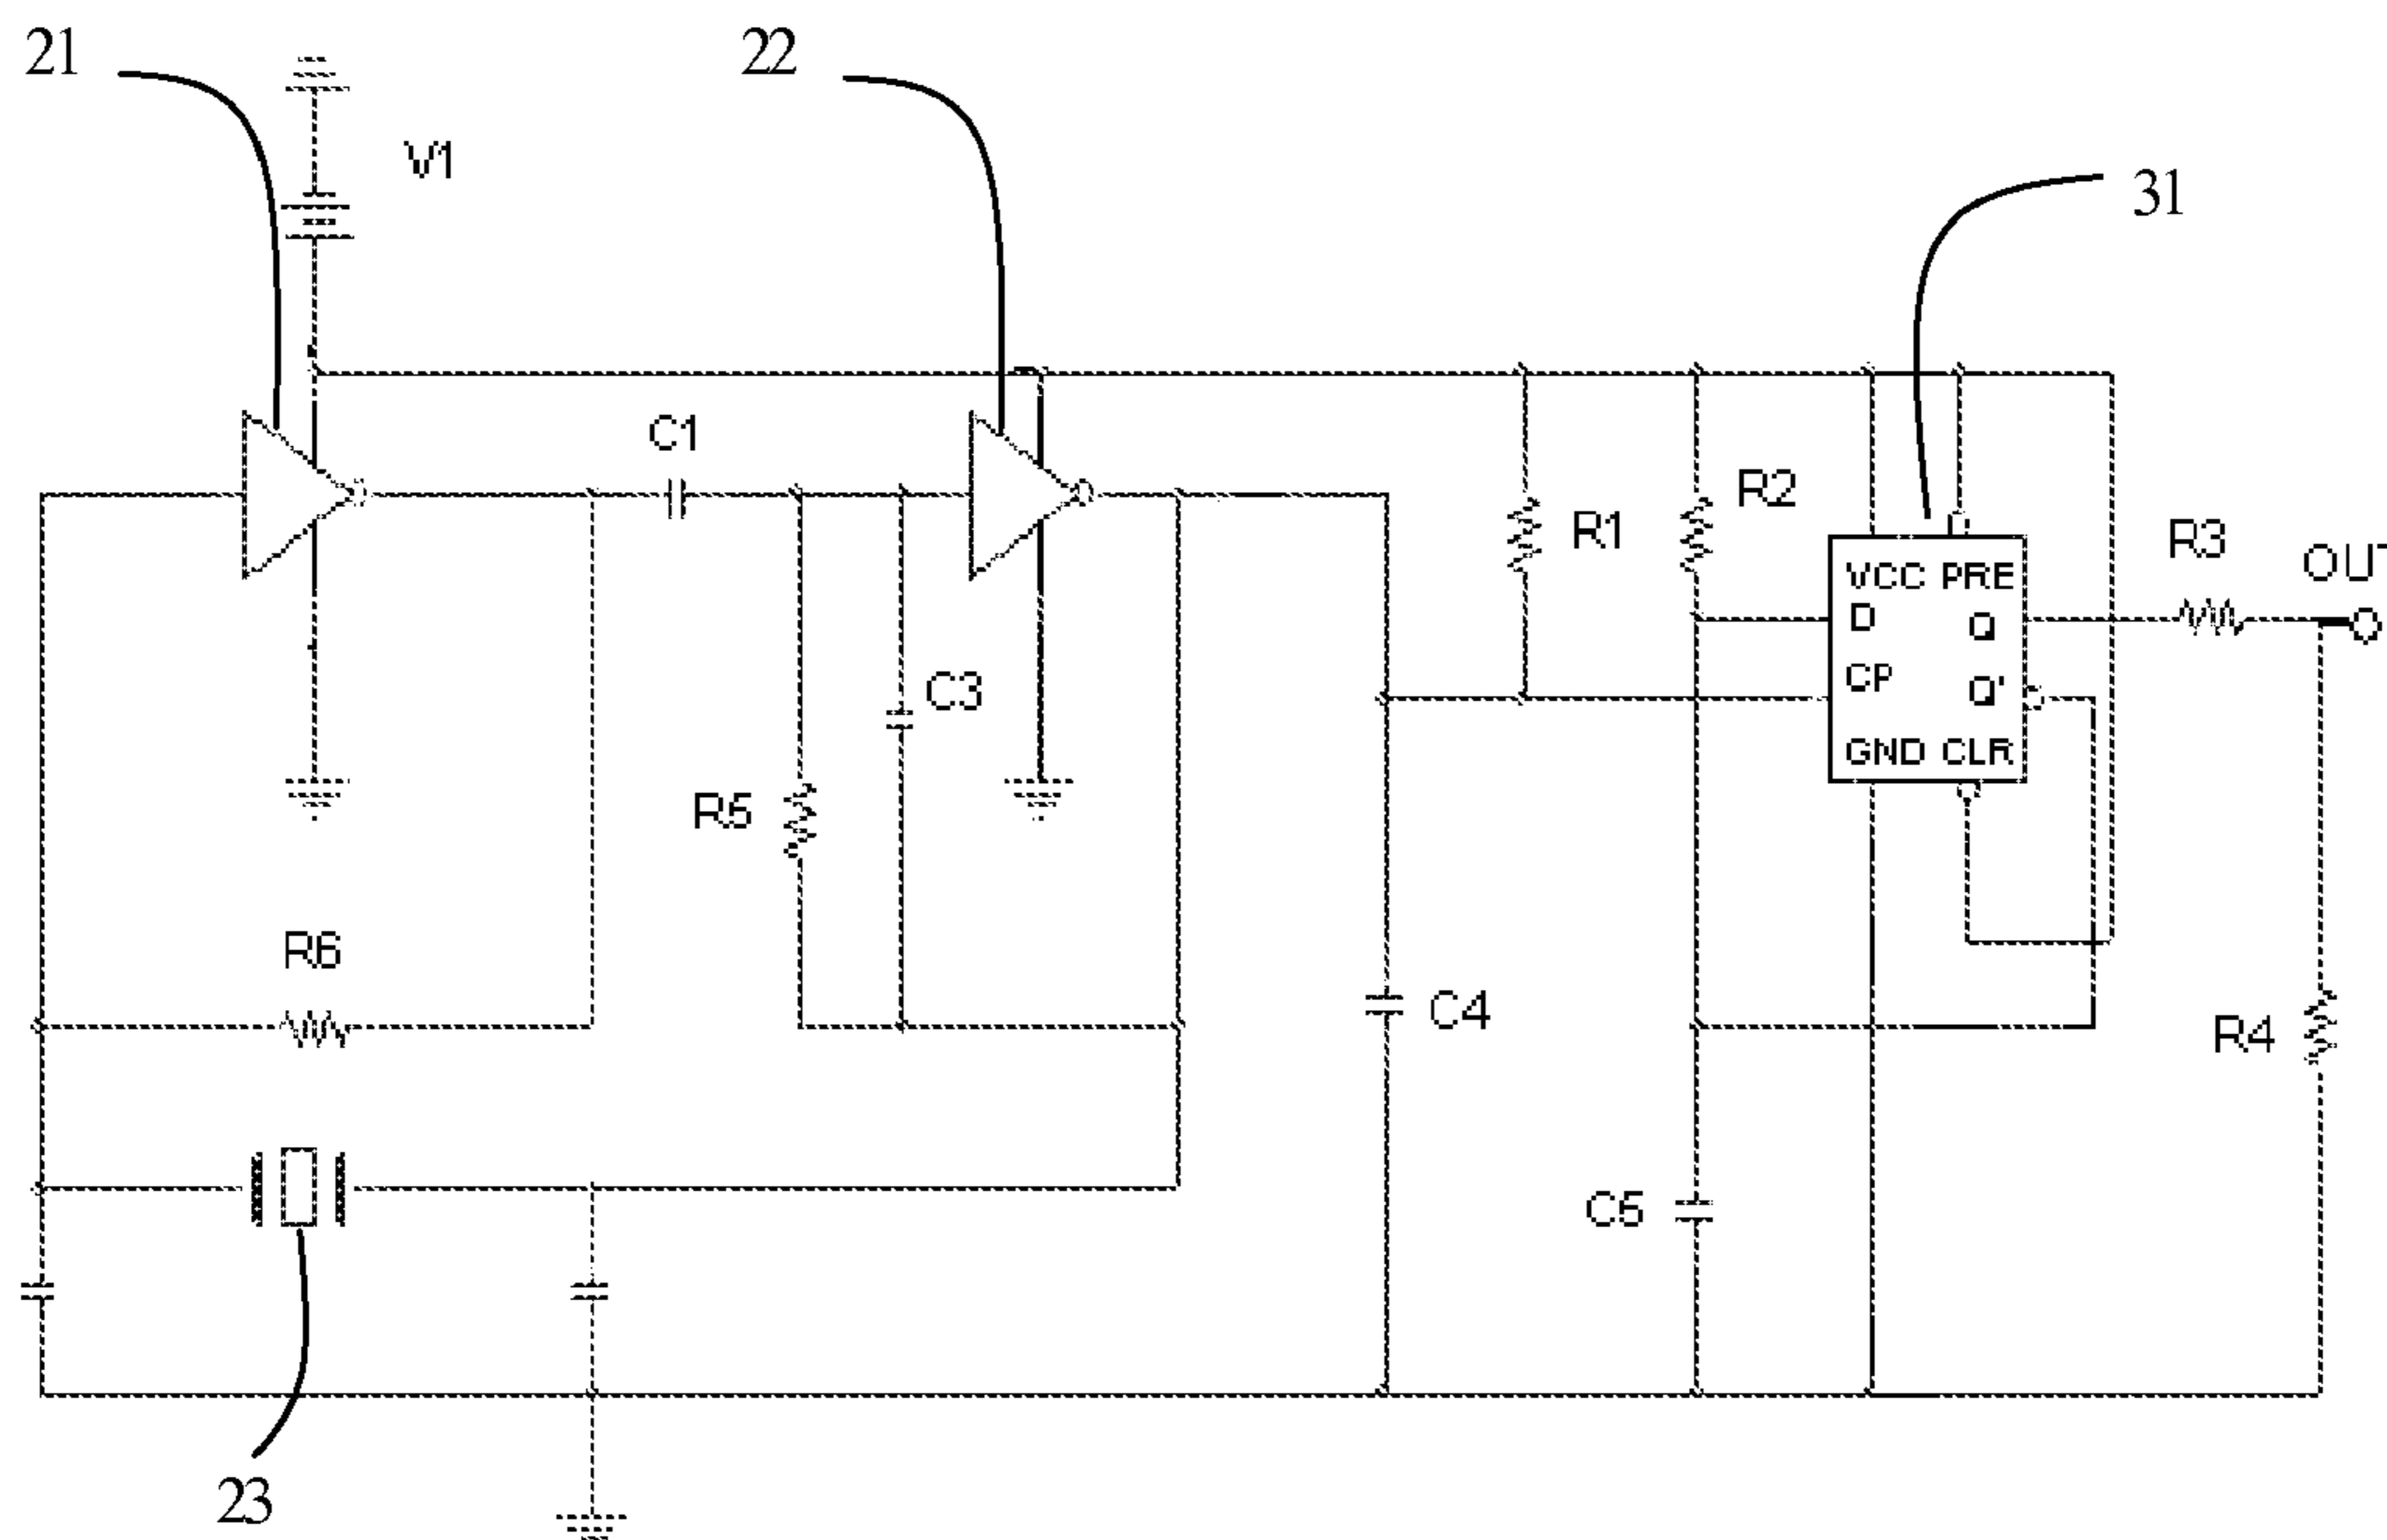 21
22
V1
31
C1
R2
R1
R3
OUT
VCC PRE
D Q
CP
Q'
GND CLR
C3
R5
R6
C4
R4
C5
23